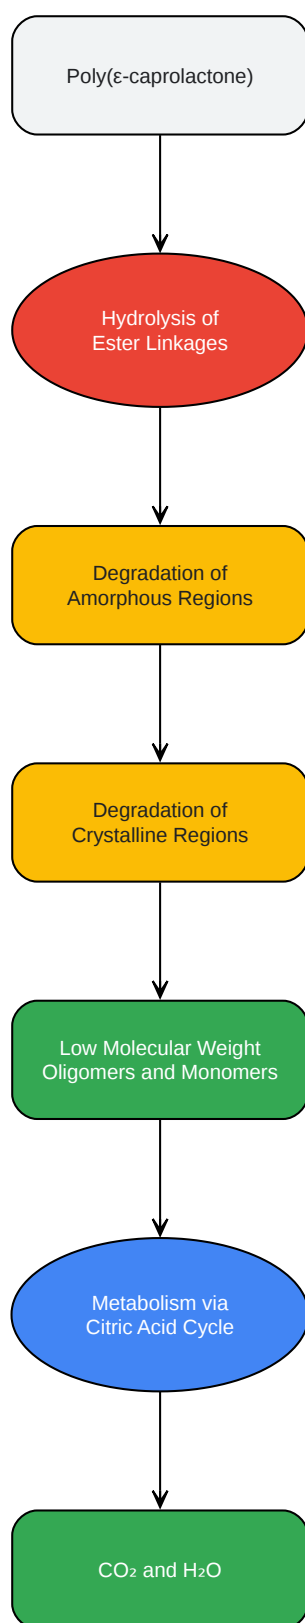 Poly(ε-caprolactone)
Hydrolysis of
Ester Linkages
Degradation of
Amorphous Regions
Degradation of
Crystalline Regions
Low Molecular Weight
Oligomers and Monomers
Metabolism via
Citric Acid Cycle
CO₂ and H₂O